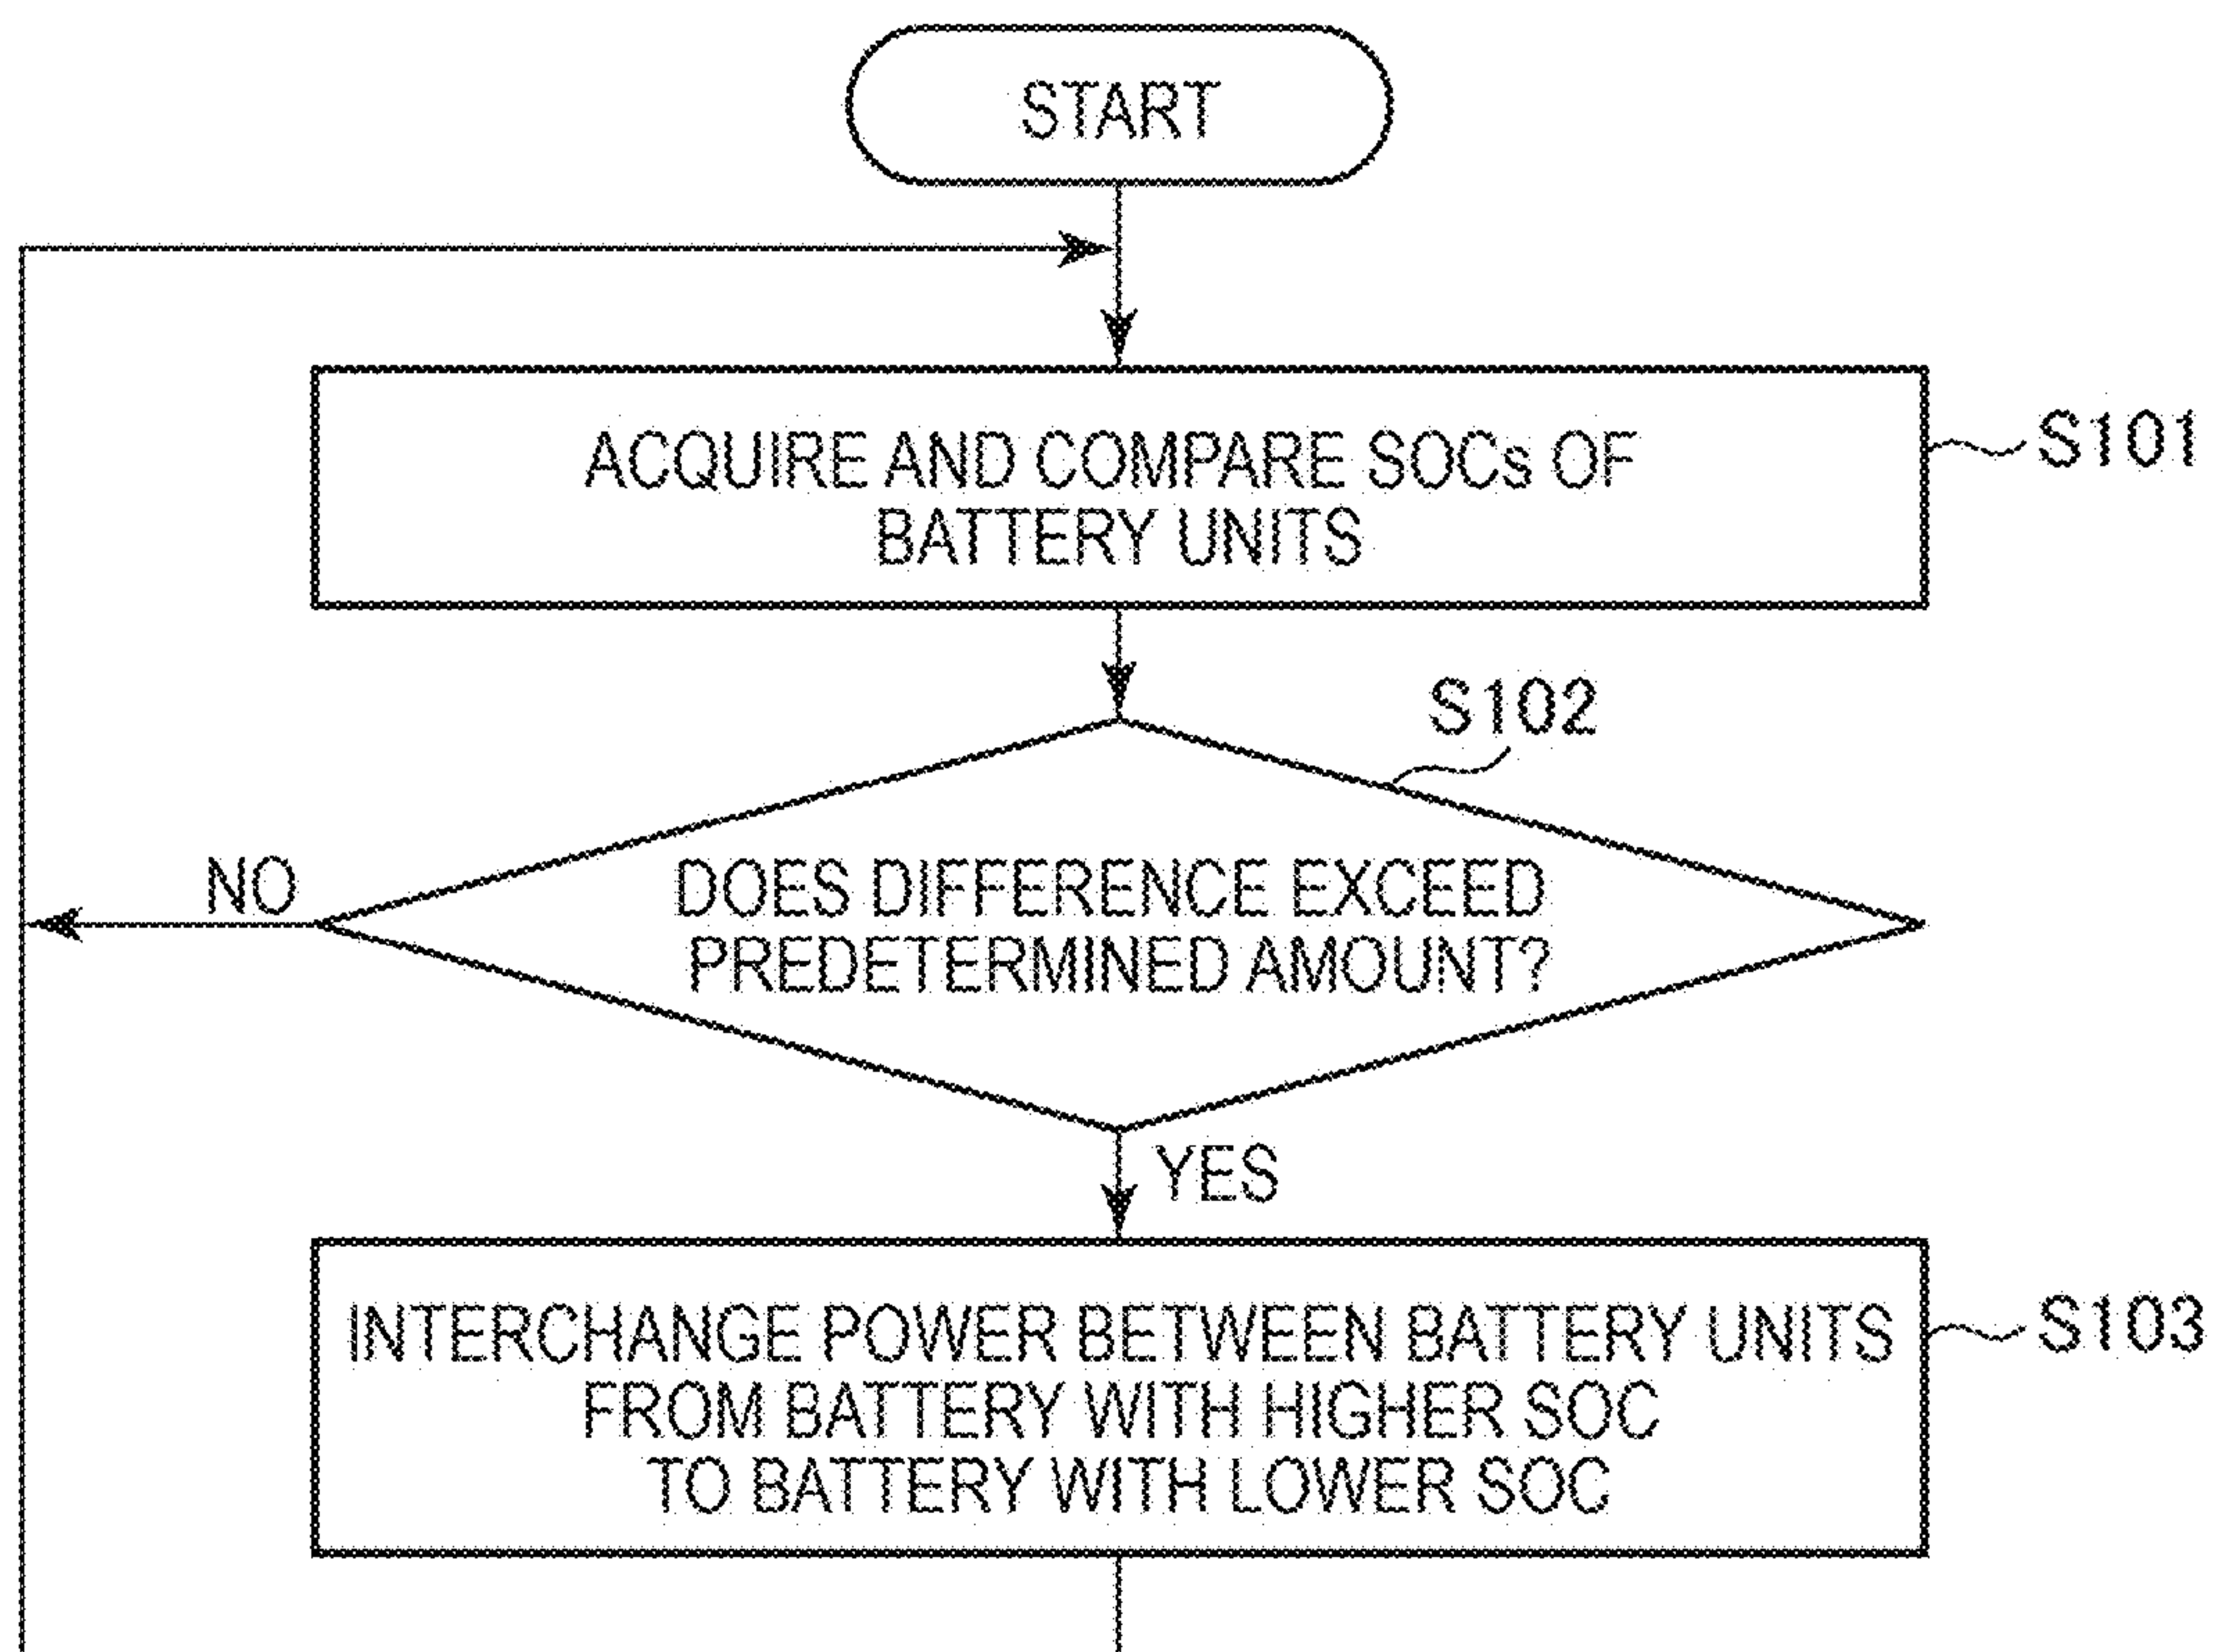 START
ACQUIRE AND COMPARE SOCs OF
BATTERY UNITS
S101
S102
DOES DIFFERENCE EXCEED
PREDETERMINED AMOUNT?
NO
YES
INTERCHANGE POWER BETWEEN BATTERY UNITS
FROM BATTERY WITH HIGHER SOC
TO BATTERY WITH LOWER SOC
S103